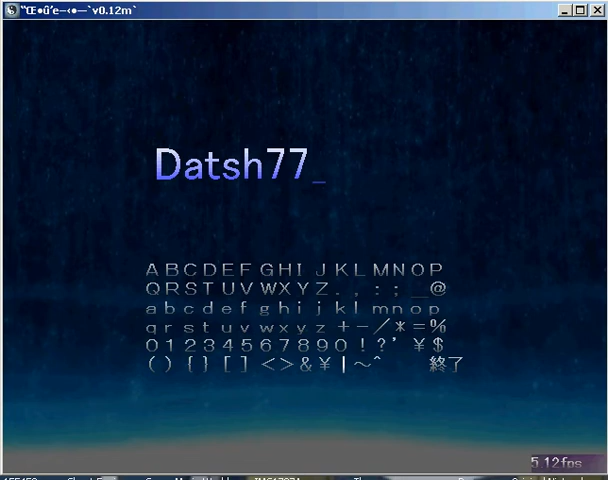 Datsh77_
ABCDEFGHIJKLMNOP
QRSTUVWXYZ.,:;_@
abcdefghijklmnop
qrstuvwxyz+-/*=%
0123456789０!?'¥$
(){}[]<>&¥|~^ 終了
5.12fps